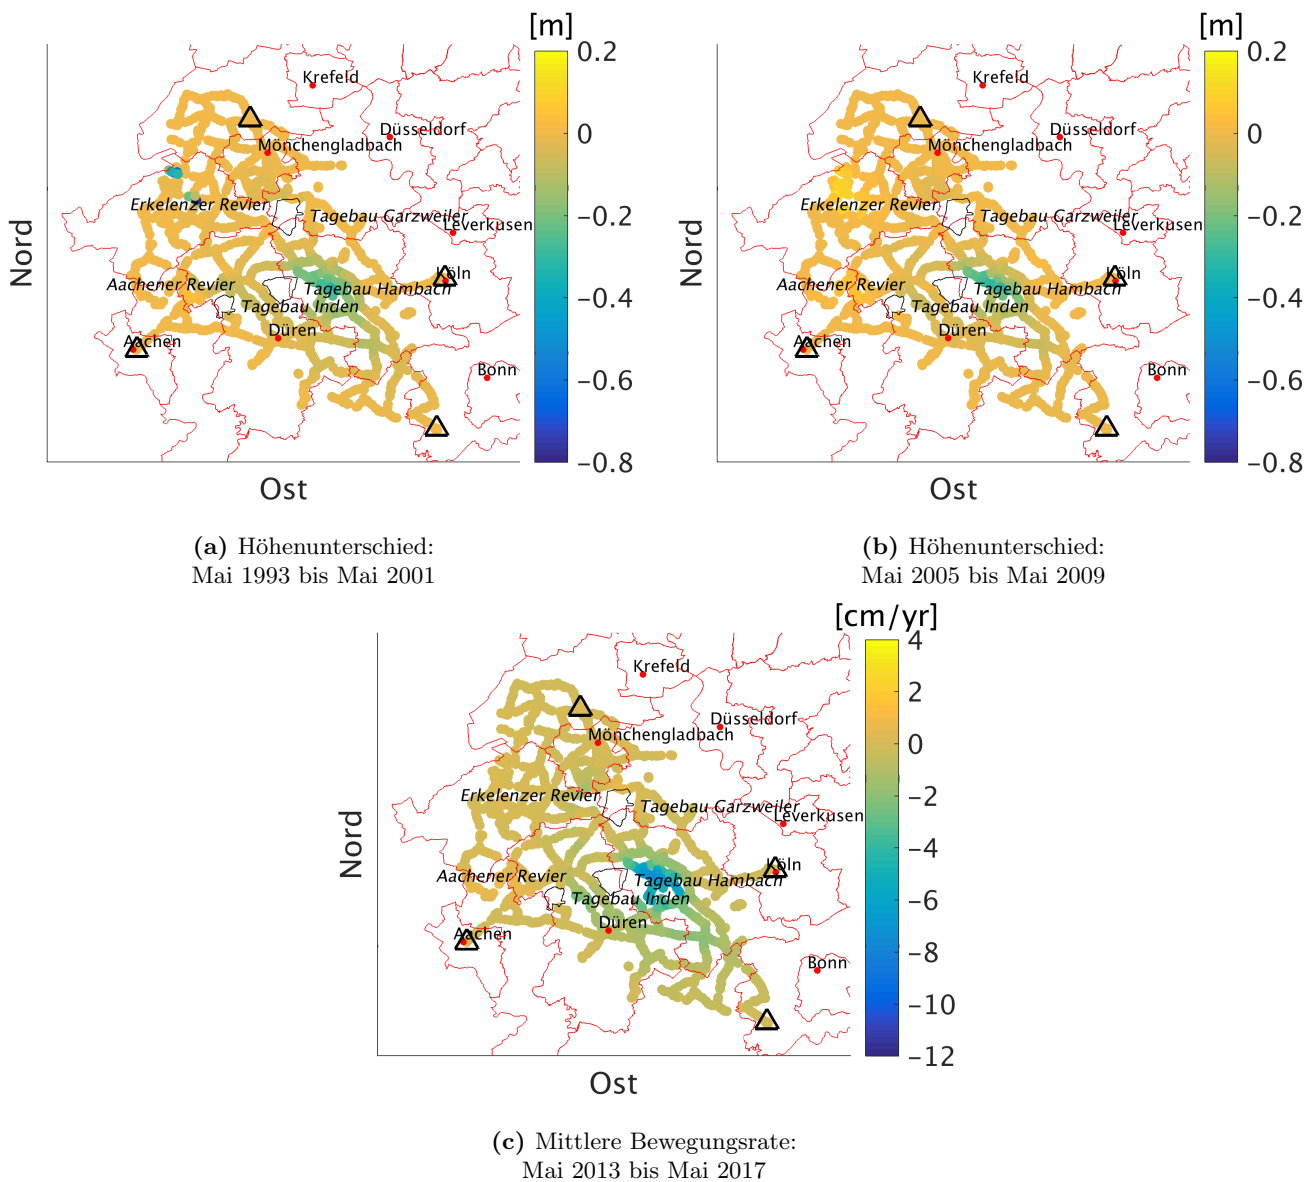 [m]
0.2
0
−0.2
−0.4
−0.6
−0.8
Krefeld
Düsseldorf
Mönchengladbach
Erkelenzer Revier
Tagebau Garzweiler
Leverkusen
Köln
Aachener Revier
Tagebau Hambach
Tagebau Inden
Düren
Aachen
Bonn
Nord
Ost
(a) Höhenunterschied:
Mai 1993 bis Mai 2001
[m]
0.2
0
−0.2
−0.4
−0.6
−0.8
Krefeld
Düsseldorf
Mönchengladbach
Erkelenzer Revier
Tagebau Garzweiler
Leverkusen
Köln
Aachener Revier
Tagebau Hambach
Tagebau Inden
Düren
Aachen
Bonn
Nord
Ost
(b) Höhenunterschied:
Mai 2005 bis Mai 2009
[cm/yr]
4
2
0
−2
−4
−6
−8
−10
−12
Krefeld
Düsseldorf
Mönchengladbach
Erkelenzer Revier
Tagebau Garzweiler
Leverkusen
Köln
Aachener Revier
Tagebau Hambach
Tagebau Inden
Düren
Aachen
Bonn
Nord
Ost
(c) Mittlere Bewegungsrate:
Mai 2013 bis Mai 2017